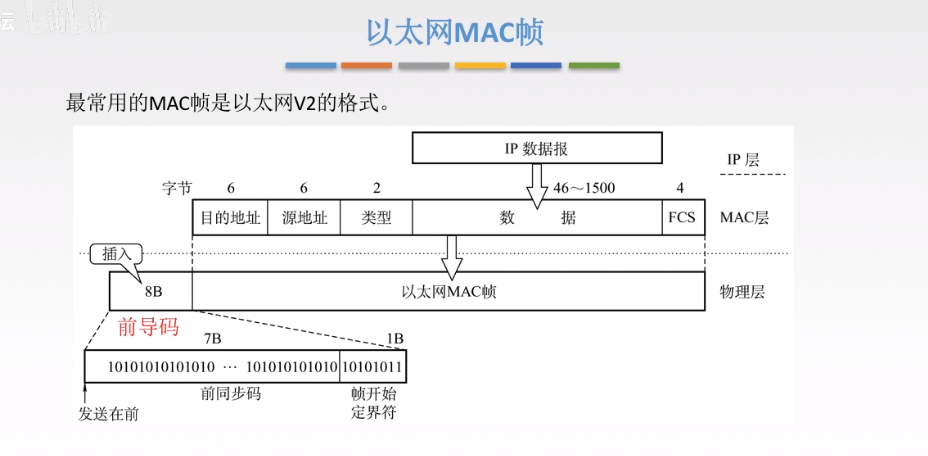 云 bilibili
以太网MAC帧
最常用的MAC帧是以太网V2的格式。
IP 数据报
IP 层
字节 6 6 2 46～1500 4
目的地址 源地址 类型 数 据 FCS MAC层
插入
8B 以太网MAC帧 物理层
前导码
7B 1B
10101010101010 … 101010101010 10101011
前同步码 帧开始
定界符
发送在前